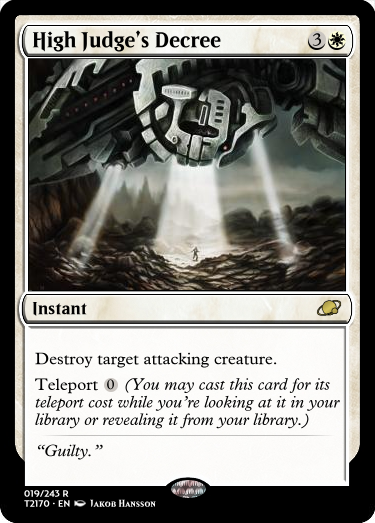 High Judge's Decree 3
Instant
Destroy target attacking creature.
Teleport 0 (You may cast this card for its
teleport cost while you're looking at it in your
library or revealing it from your library.)
"Guilty."
019/243 R
T2170 · EN Jakob Hansson